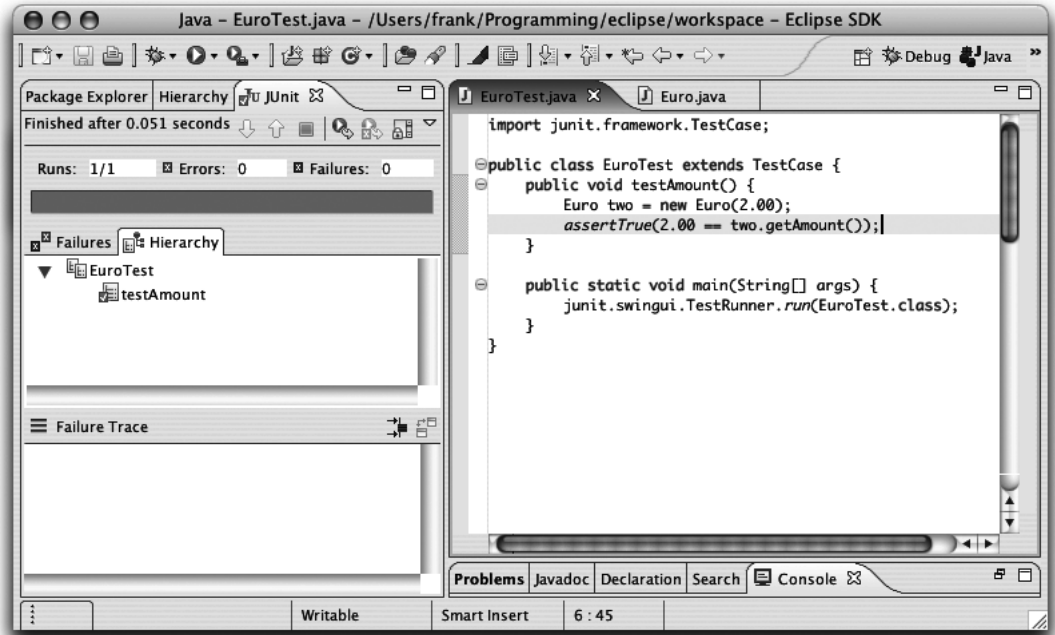 Java – EuroTest.java – /Users/frank/Programming/eclipse/workspace – Eclipse SDK
Debug Java »
Package Explorer Hierarchy JUnit
Finished after 0.051 seconds
Runs: 1/1 Errors: 0 Failures: 0
Failures Hierarchy
EuroTest
testAmount
Failure Trace
EuroTest.java Euro.java
import junit.framework.TestCase;
public class EuroTest extends TestCase {
public void testAmount() {
Euro two = new Euro(2.00);
assertTrue(2.00 == two.getAmount());
}
public static void main(String[] args) {
junit.swingui.TestRunner.run(EuroTest.class);
}
}
Problems Javadoc Declaration Search Console
Writable Smart Insert 6 : 45